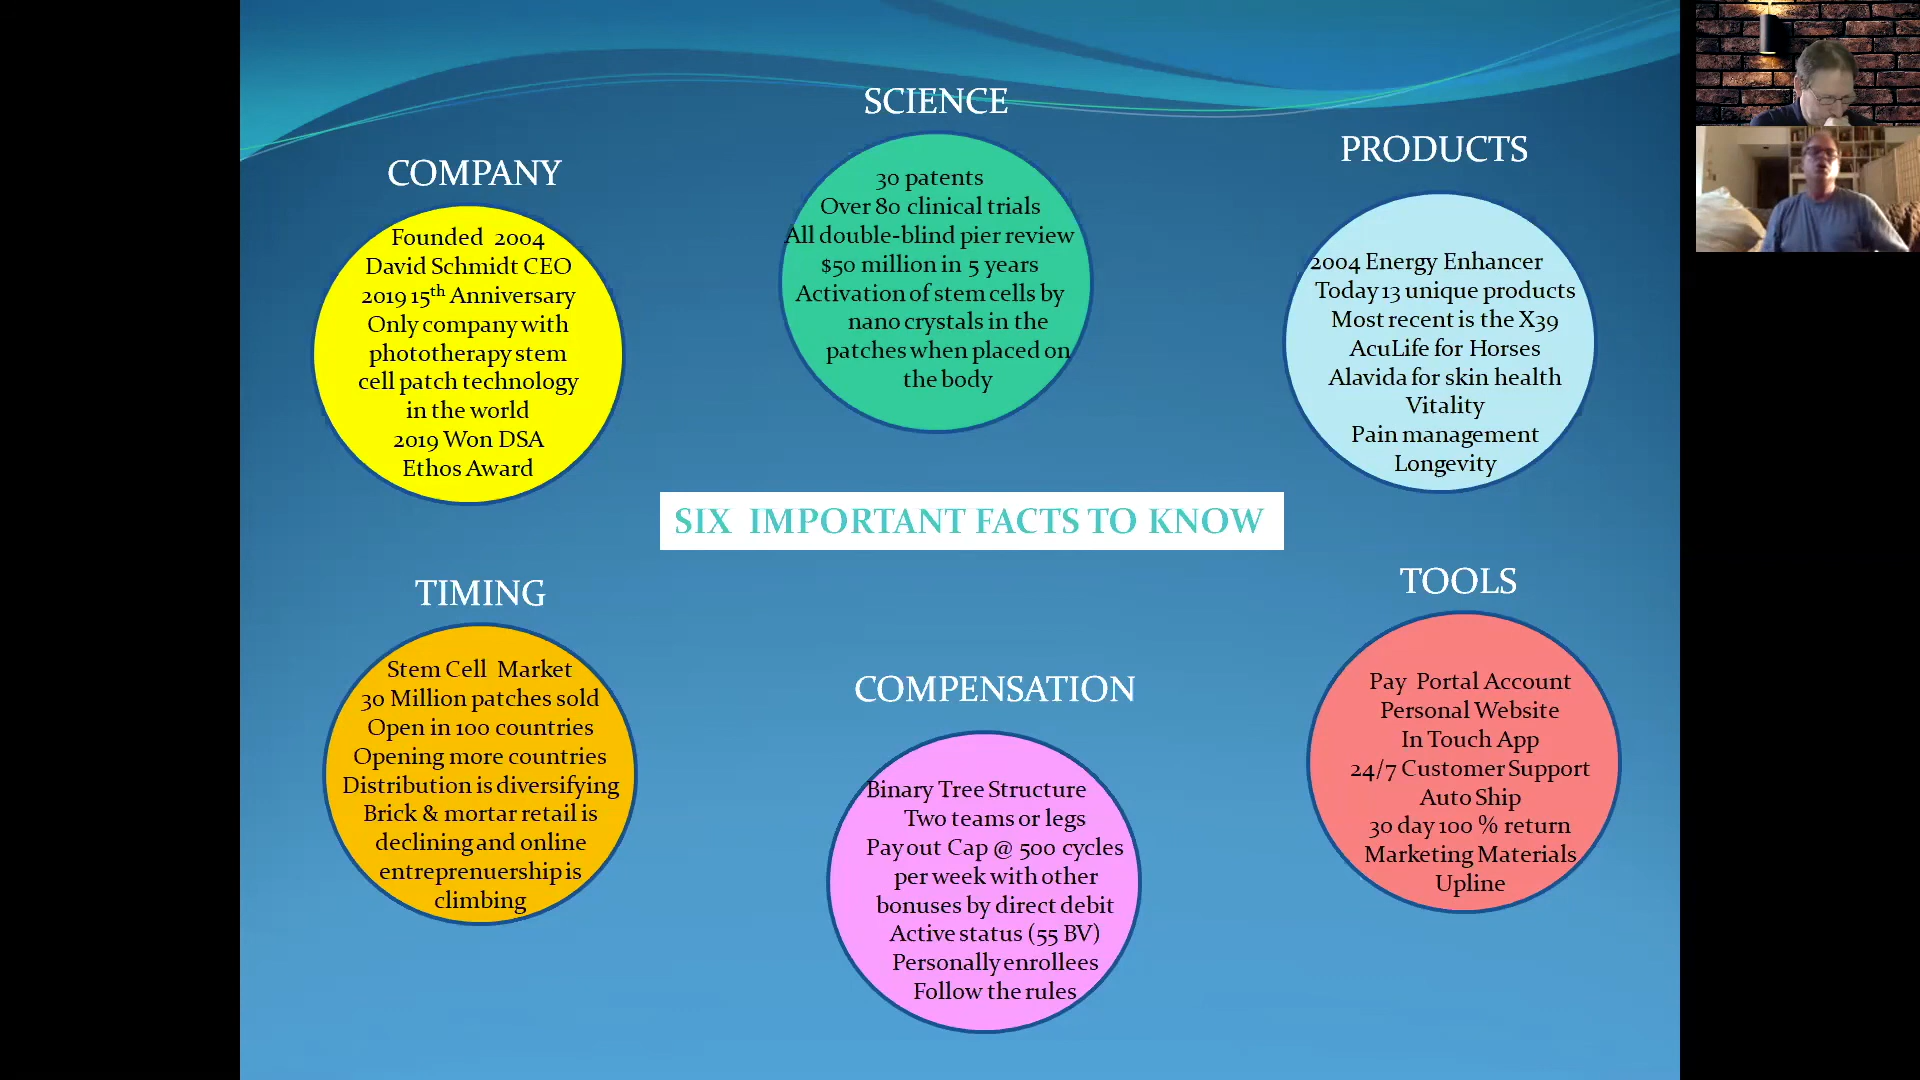 SCIENCE
30 patents
Over 80 clinical trials
All double-blind pier review
$50 million in 5 years
Activation of stem cells by
nano crystals in the
patches when placed on
the body
COMPANY
Founded 2004
David Schmidt CEO
2019 15th Anniversary
Only company with
phototherapy stem
cell patch technology
in the world
2019 Won DSA
Ethos Award
PRODUCTS
2004 Energy Enhancer
Today 13 unique products
Most recent is the X39
AcuLife for Horses
Alavida for skin health
Vitality
Pain management
Longevity
SIX IMPORTANT FACTS TO KNOW
TIMING
Stem Cell Market
30 Million patches sold
Open in 100 countries
Opening more countries
Distribution is diversifying
Brick & mortar retail is
declining and online
entreprenuership is
climbing
COMPENSATION
Binary Tree Structure
Two teams or legs
Pay out Cap @ 500 cycles
per week with other
bonuses by direct debit
Active status (55 BV)
Personally enrollees
Follow the rules
TOOLS
Pay Portal Account
Personal Website
In Touch App
24/7 Customer Support
Auto Ship
30 day 100 % return
Marketing Materials
Upline